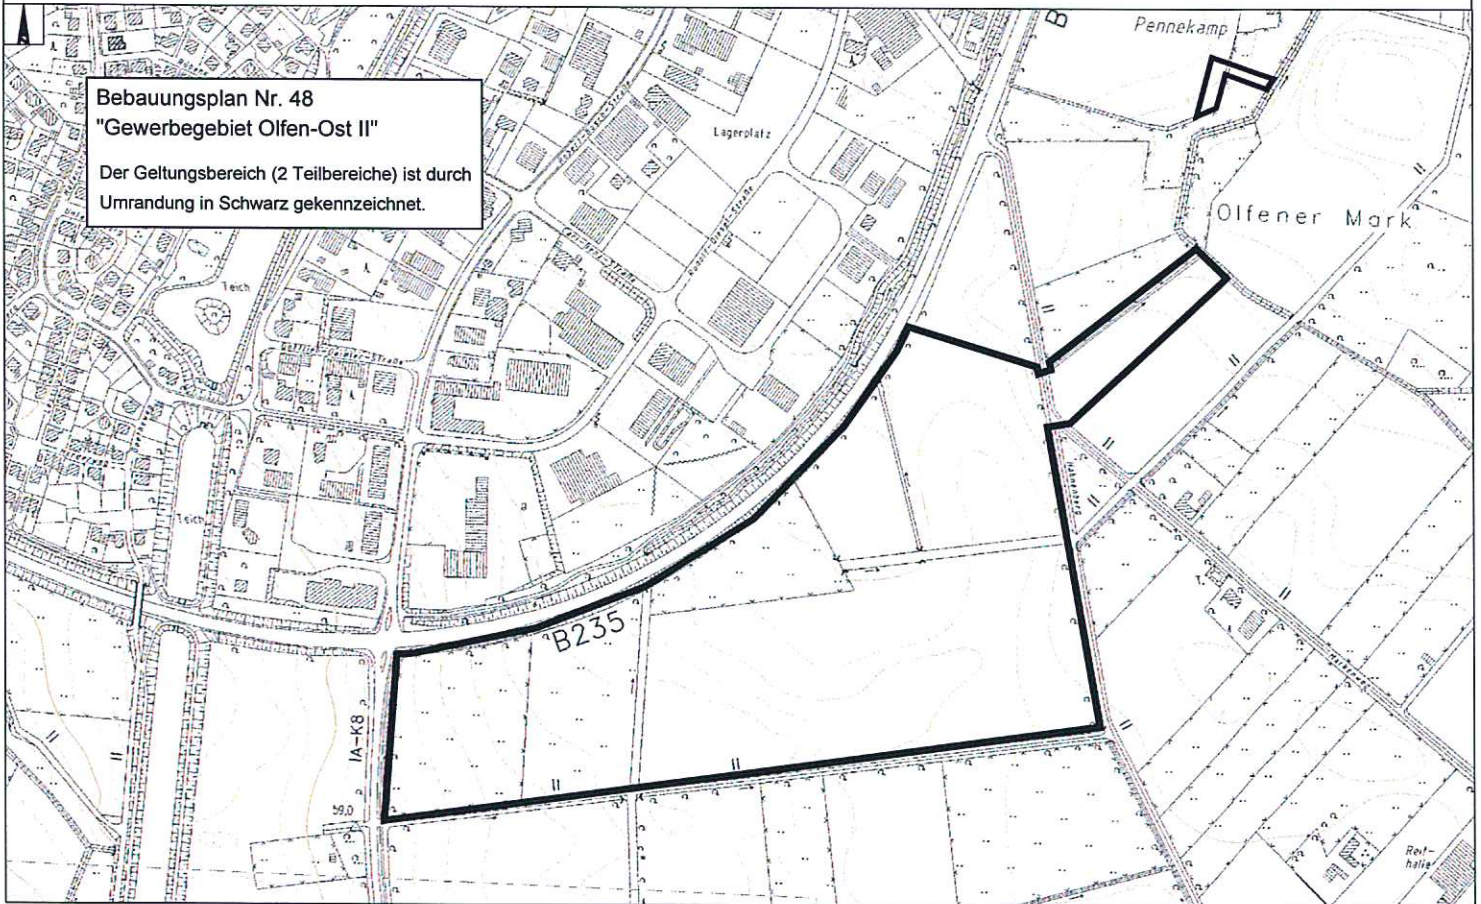 Bebauungsplan Nr. 48
"Gewerbegebiet Olfen-Ost II"
Der Geltungsbereich (2 Teilbereiche) ist durch
Umrandung in Schwarz gekennzeichnet.
Pennekamp
B
Lagerplatz
Olfener Mark
Teich
Teich
B235
IA-K8
59,0
Reit-
halle